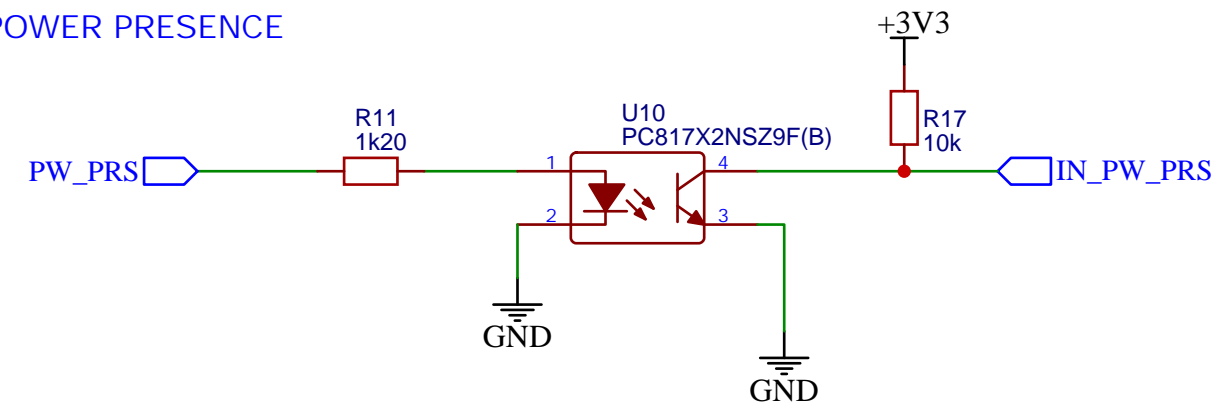 POWER PRESENCE
+3V3
R11
1k20
U10
PC817X2NSZ9F(B)
R17
10k
PW_PRS
1
4
IN_PW_PRS
2
3
GND
GND